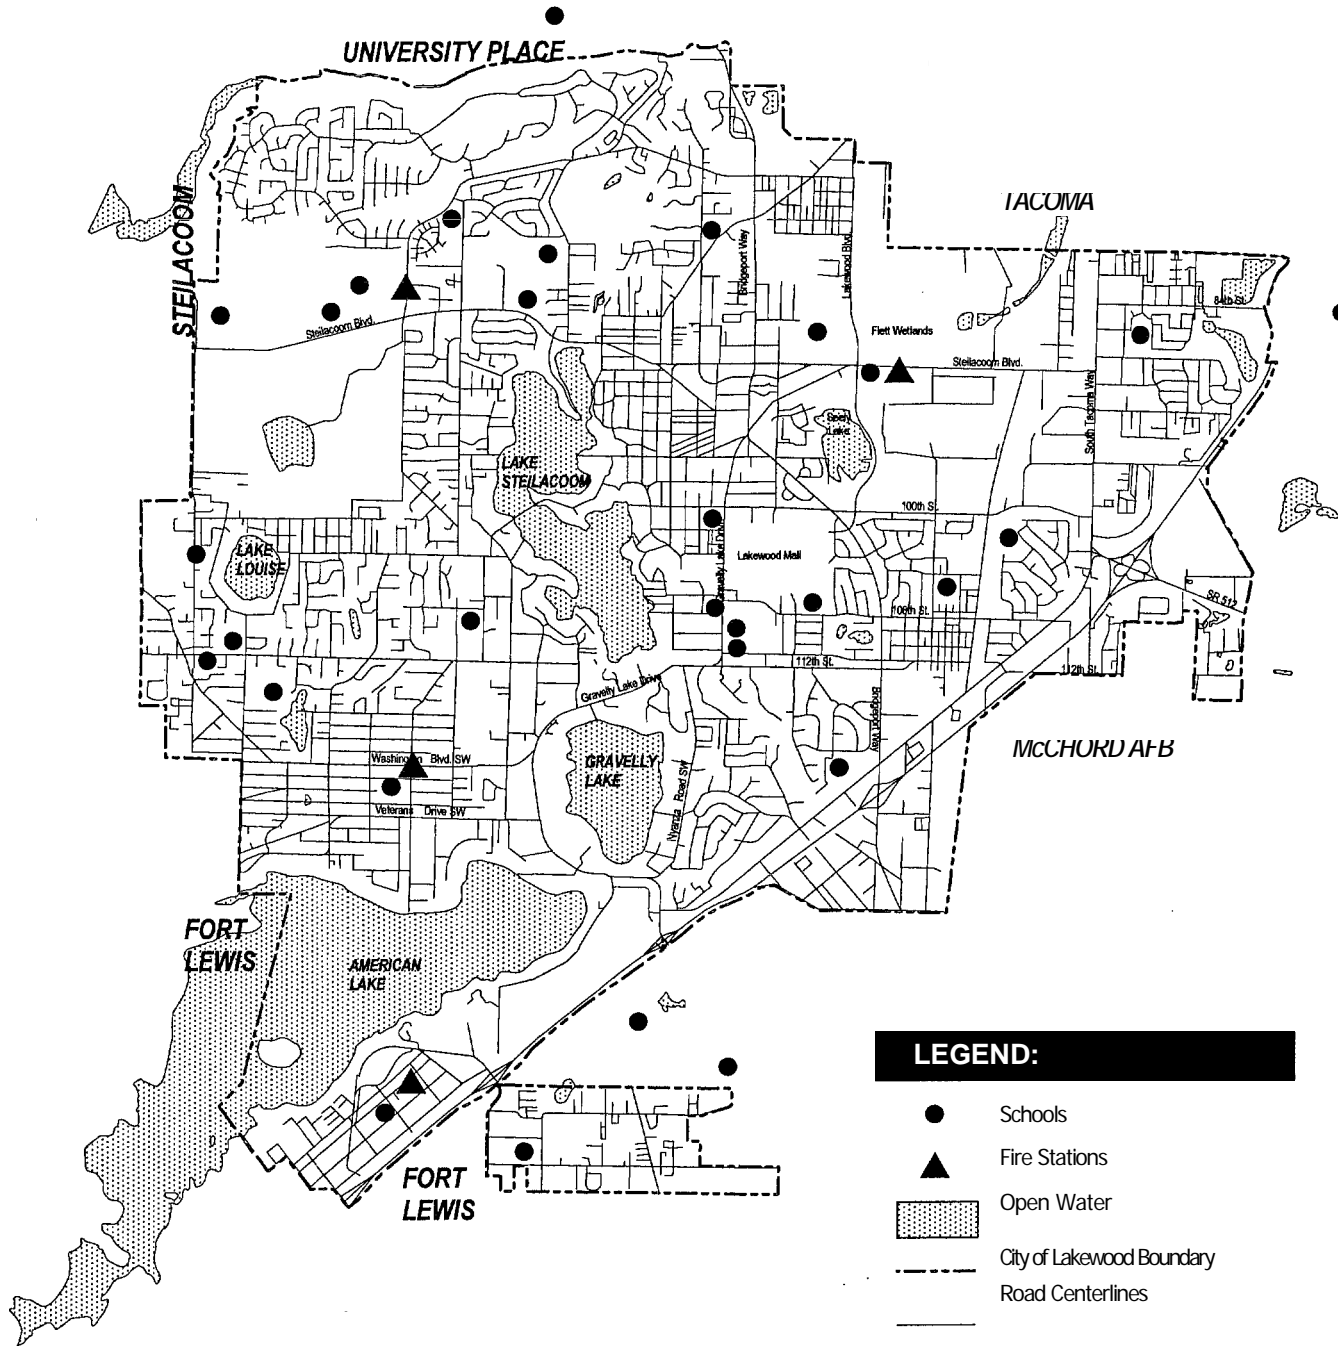 UNIVERSITY PLACE
TACOMA
STEILACOOM
Bridgeport Way
Lakewood Blvd.
84th St.
Steilacoom Blvd.
Flett Wetlands
Steilacoom Blvd.
South Tacoma Way
Seely
Lake
LAKE
STEILACOOM
100th St.
LAKE
LOUISE
Gravelly Lake Drive
Lakewood Mall
SR 512
108th St.
112th St.
112th St.
Gravelly Lake Drive
Bridgeport Way
McCHORD AFB
Washington Blvd. SW
GRAVELLY
LAKE
Nyanza Road SW
Veterans Drive SW
FORT
LEWIS
AMERICAN
LAKE
LEGEND:
Schools
Fire Stations
Open Water
City of Lakewood Boundary
Road Centerlines
FORT
LEWIS